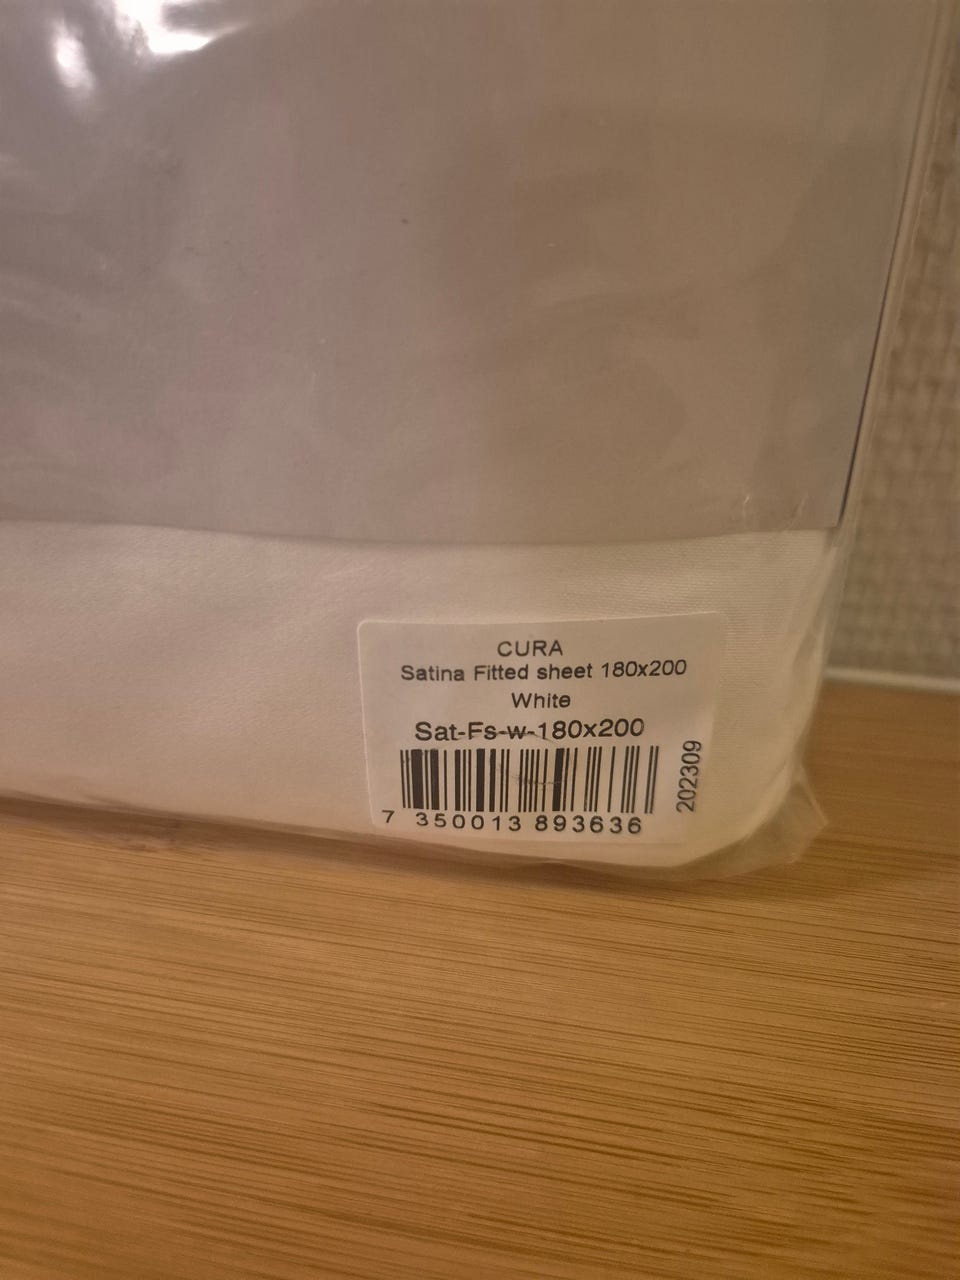 CURA
Satina Fitted sheet 180x200
White
Sat-Fs-w-180x200
7 350013 893636
202309